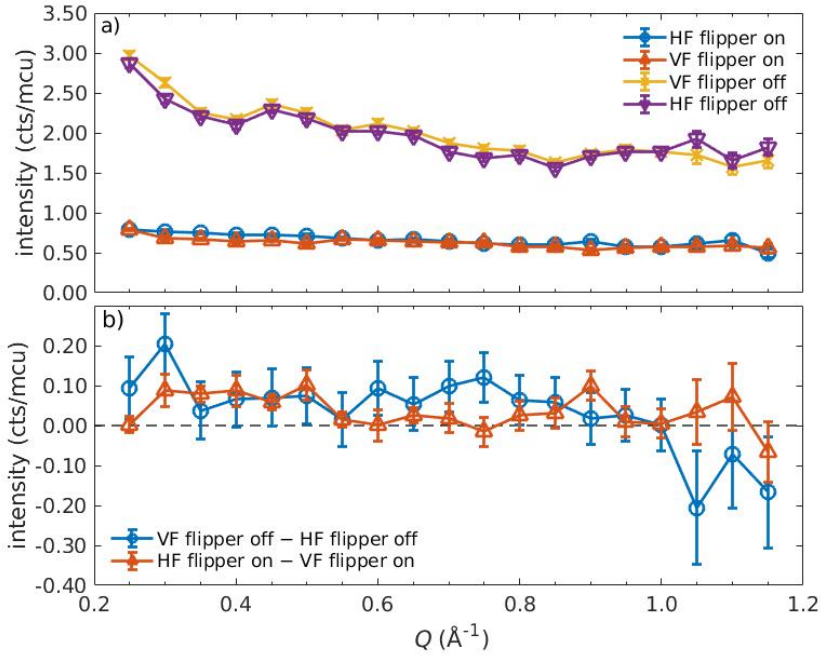 a)
3.50
3.00
2.50
2.00
1.50
1.00
0.50
0.00
intensity (cts/mcu)
HF flipper on
VF flipper on
VF flipper off
HF flipper off
b)
0.20
0.10
0.00
-0.10
-0.20
-0.30
-0.40
intensity (cts/mcu)
VF flipper off − HF flipper off
HF flipper on − VF flipper on
0.2 0.4 0.6 0.8 1.0 1.2
Q (Å⁻¹)